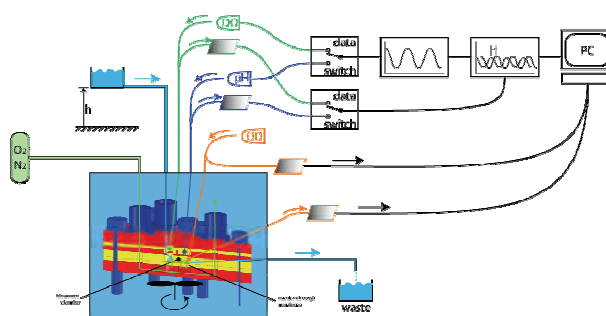 DO
data
switch
pH
data
switch
DO
PC
h
O2
N2
waste